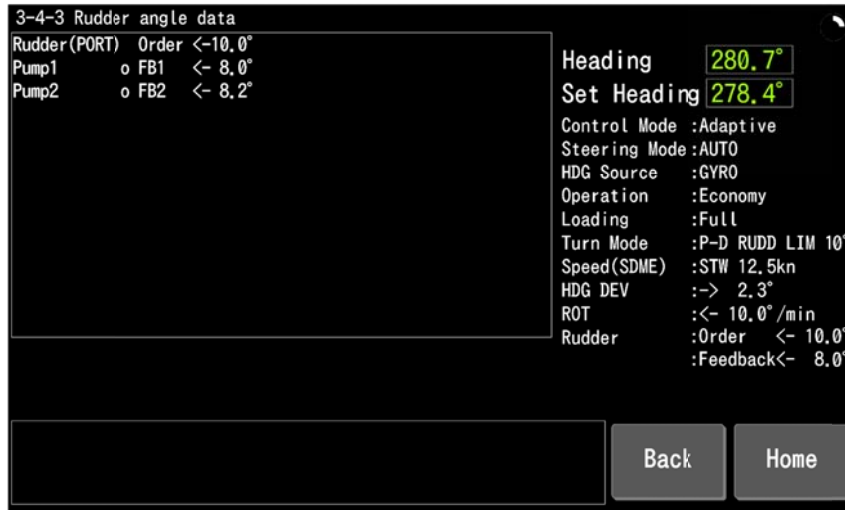 3-4-3 Rudder angle data
Rudder(PORT) Order <-10.0°
Pump1 o FB1 <- 8.0°
Pump2 o FB2 <- 8.2°
Heading 280.7°
Set Heading 278.4°
Control Mode :Adaptive
Steering Mode:AUTO
HDG Source :GYRO
Operation :Economy
Loading :Full
Turn Mode :P-D RUDD LIM 10°
Speed(SDME) :STW 12.5kn
HDG DEV :-> 2.3°
ROT :<- 10.0°/min
Rudder :Order <- 10.0°
:Feedback<- 8.0°
Back Home